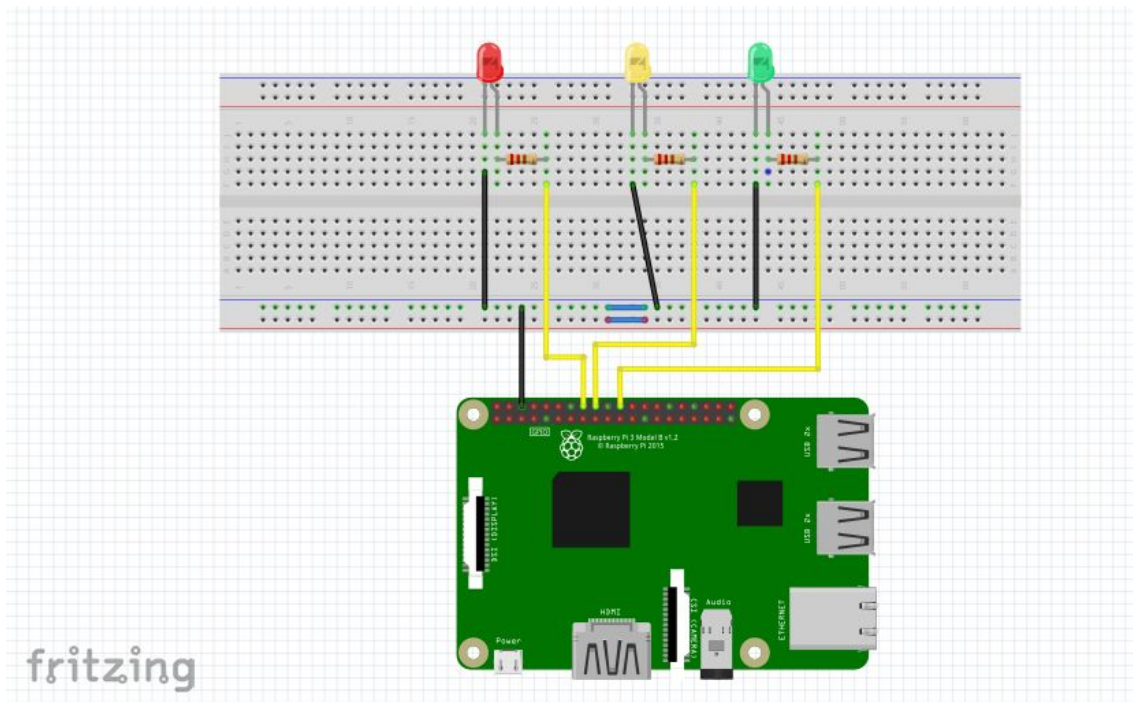 GPIO
Raspberry Pi 3 Model B v1.2
© Raspberry Pi 2015
USB 2x
DSI (DISPLAY)
USB 2x
HDMI
CSI (CAMERA)
Audio
ETHERNET
Power
fritzing